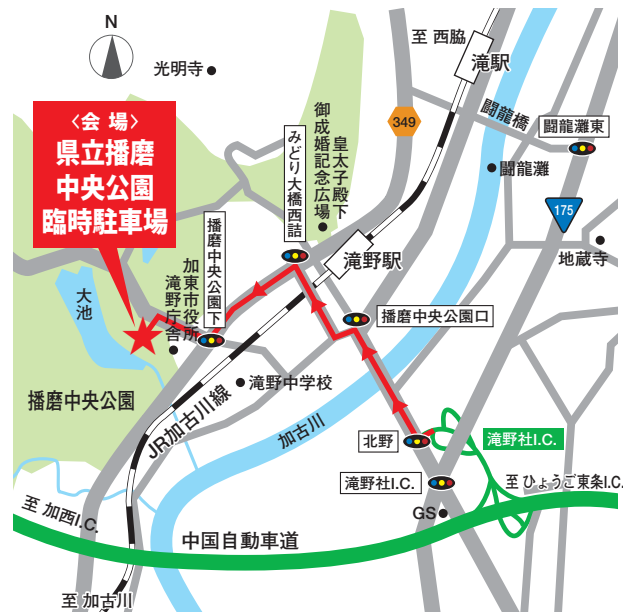 N
光明寺
至 西脇
滝駅
〈会 場〉
県立播磨
中央公園
臨時駐車場
349
闘龍橋
闘龍灘東
闘龍灘
175
地蔵寺
皇太子殿下
御成婚記念広場
みどり大橋西詰
滝野駅
播磨中央公園下
加東市役所
滝野庁舎
大池
播磨中央公園口
滝野中学校
播磨中央公園
JR加古川線
加古川
北野
滝野社I.C.
滝野社I.C.
至 ひょうご東条I.C.
GS
至 加西I.C.
中国自動車道
至 加古川